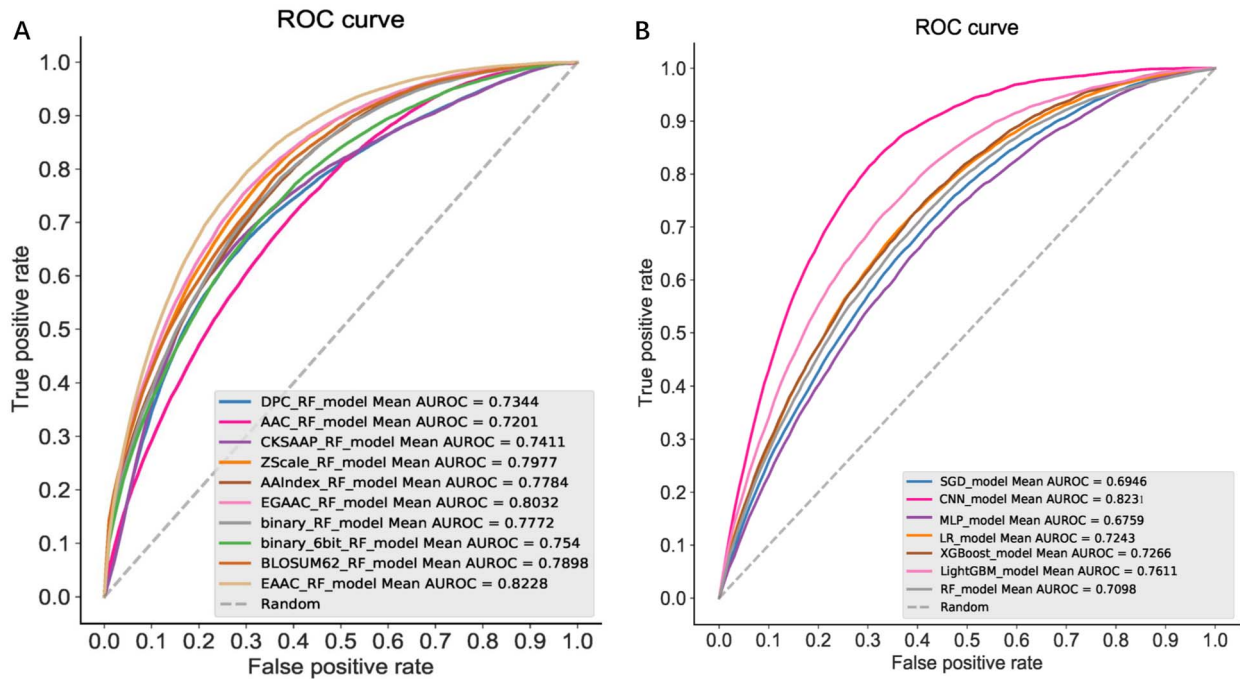 A
ROC curve
True positive rate
1.0
0.9
0.8
0.7
0.6
0.5
0.4
0.3
0.2
0.1
0.0
DPC_RF_model Mean AUROC = 0.7344
AAC_RF_model Mean AUROC = 0.7201
CKSAAP_RF_model Mean AUROC = 0.7411
ZScale_RF_model Mean AUROC = 0.7977
AAIndex_RF_model Mean AUROC = 0.7784
EGAAC_RF_model Mean AUROC = 0.8032
binary_RF_model Mean AUROC = 0.7772
binary_6bit_RF_model Mean AUROC = 0.754
BLOSUM62_RF_model Mean AUROC = 0.7898
EAAC_RF_model Mean AUROC = 0.8228
Random
0.0 0.1 0.2 0.3 0.4 0.5 0.6 0.7 0.8 0.9 1.0
False positive rate
B
ROC curve
True positive rate
1.0
0.9
0.8
0.7
0.6
0.5
0.4
0.3
0.2
0.1
0.0
SGD_model Mean AUROC = 0.6946
CNN_model Mean AUROC = 0.8231
MLP_model Mean AUROC = 0.6759
LR_model Mean AUROC = 0.7243
XGBoost_model Mean AUROC = 0.7266
LightGBM_model Mean AUROC = 0.7611
RF_model Mean AUROC = 0.7098
Random
0.0 0.1 0.2 0.3 0.4 0.5 0.6 0.7 0.8 0.9 1.0
False positive rate